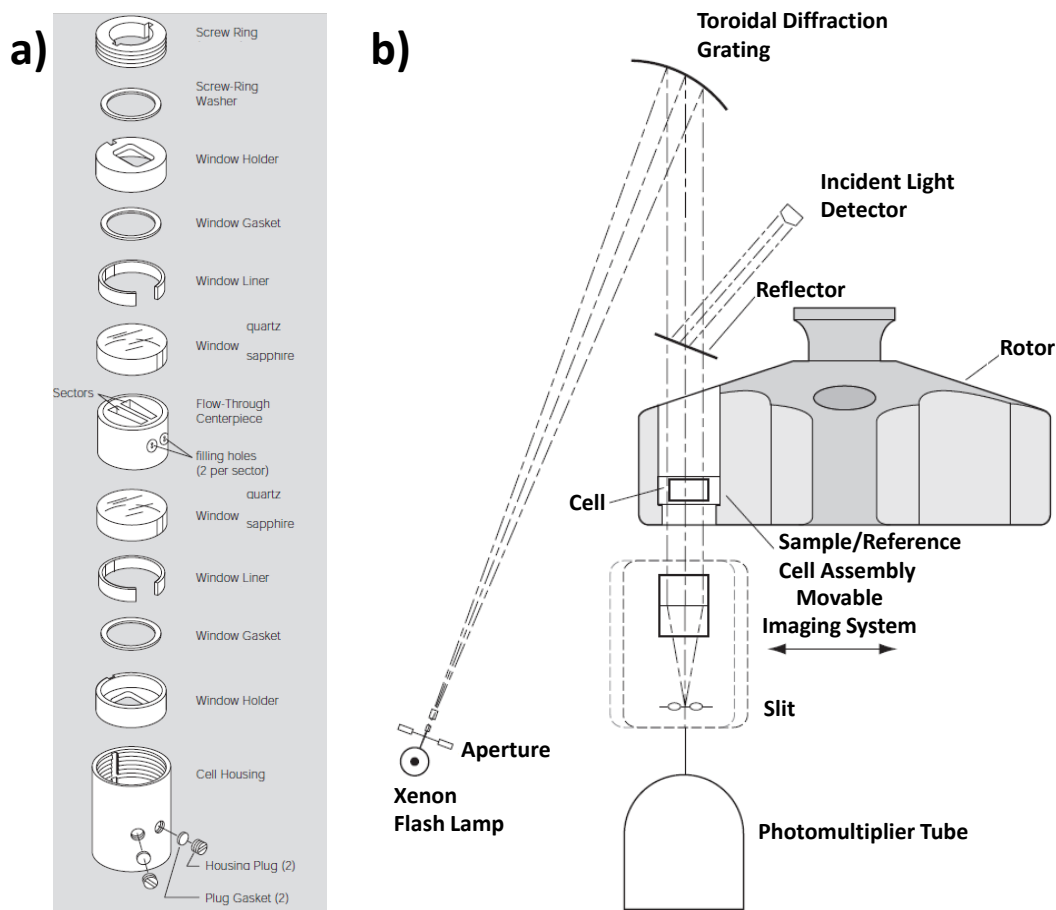 a)
Screw Ring
Screw-Ring
Washer
Window Holder
Window Gasket
Window Liner
quartz
Window
sapphire
Sectors
Flow-Through
Centerpiece
filling holes
(2 per sector)
quartz
Window
sapphire
Window Liner
Window Gasket
Window Holder
Cell Housing
Housing Plug (2)
Plug Gasket (2)
b)
Toroidal Diffraction
Grating
Incident Light
Detector
Reflector
Rotor
Cell
Sample/Reference
Cell Assembly
Movable
Imaging System
Slit
Aperture
Xenon
Flash Lamp
Photomultiplier Tube